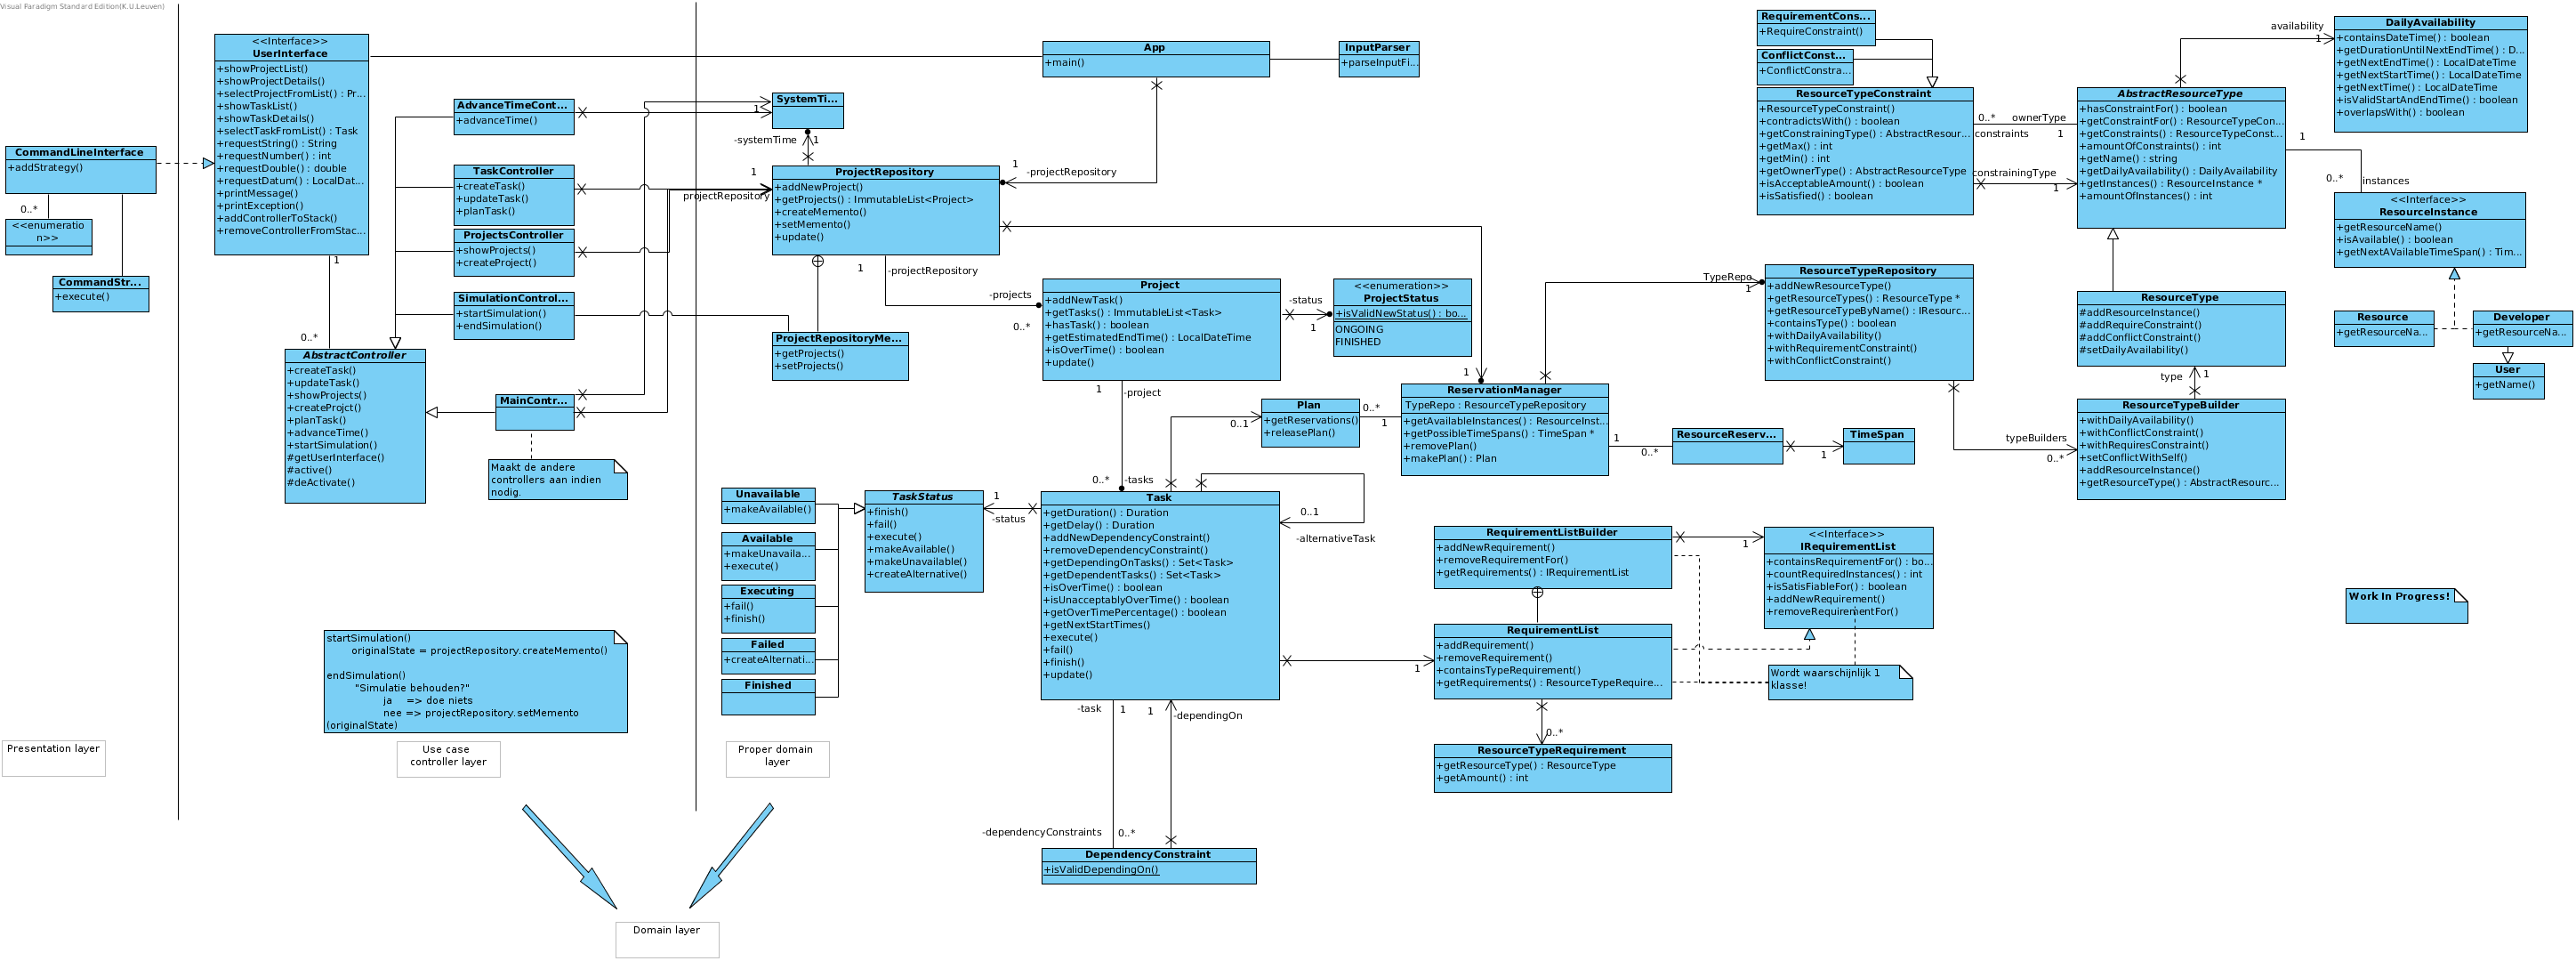 Visual Paradigm Standard Edition(K.U.Leuven)
<<Interface>>
UserInterface
+showProjectList()
+showProjectDetails()
+selectProjectFromList() : Pr...
+showTaskList()
+showTaskDetails()
+selectTaskFromList() : Task
+requestString() : String
+requestNumber() : int
+requestDouble() : double
+requestDatum() : LocalDat...
+printMessage()
+printException()
+addControllerToStack()
+removeControllerFromStac...
CommandLineInterface
+addStrategy()
0..*
<<enumeratio
n>>
CommandStr...
+execute()
1
0..*
AbstractController
+createTask()
+updateTask()
+showProjects()
+createProjct()
+planTask()
+advanceTime()
+startSimulation()
#getUserInterface()
#active()
#deActivate()
AdvanceTimeCont...
+advanceTime()
TaskController
+createTask()
+updateTask()
+planTask()
ProjectsController
+showProjects()
+createProject()
SimulationControl...
+startSimulation()
+endSimulation()
MainContr...
Maakt de andere
controllers aan indien
nodig.
startSimulation()
originalState = projectRepository.createMemento()
endSimulation()
"Simulatie behouden?"
ja => doe niets
nee => projectRepository.setMemento
(originalState)
Presentation layer
Use case
controller layer
Proper domain
layer
Domain layer
App
+main()
InputParser
+parseInputFi...
SystemTi...
1
-systemTime
1
1
projectRepository
ProjectRepository
+addNewProject()
+getProjects() : ImmutableList<Project>
+createMemento()
+setMemento()
+update()
1
-projectRepository
1
-projectRepository
-projects
0..*
ProjectRepositoryMe...
+getProjects()
+setProjects()
Project
+addNewTask()
+getTasks() : ImmutableList<Task>
+hasTask() : boolean
+getEstimatedEndTime() : LocalDateTime
+isOverTime() : boolean
+update()
-status
1
<<enumeration>>
ProjectStatus
+isValidNewStatus() : bo...
ONGOING
FINISHED
1
-project
0..*
-tasks
Plan
+getReservations()
+releasePlan()
0..1
0..*
1
1
ReservationManager
TypeRepo : ResourceTypeRepository
+getAvailableInstances() : ResourceInst...
+getPossibleTimeSpans() : TimeSpan *
+removePlan()
+makePlan() : Plan
1
0..*
ResourceReserv...
1
TimeSpan
Unavailable
+makeAvailable()
Available
+makeUnavaila...
+execute()
Executing
+fail()
+finish()
Failed
+createAlternati...
Finished
TaskStatus
+finish()
+fail()
+execute()
+makeAvailable()
+makeUnavailable()
+createAlternative()
1
-status
Task
+getDuration() : Duration
+getDelay() : Duration
+addNewDependencyConstraint()
+removeDependencyConstraint()
+getDependingOnTasks() : Set<Task>
+getDependentTasks() : Set<Task>
+isOverTime() : boolean
+isUnacceptablyOverTime() : boolean
+getOverTimePercentage() : boolean
+getNextStartTimes()
+execute()
+fail()
+finish()
+update()
0..1
-alternativeTask
-task
1
1
-dependingOn
-dependencyConstraints
0..*
DependencyConstraint
+isValidDependingOn()
RequirementListBuilder
+addNewRequirement()
+removeRequirementFor()
+getRequirements() : IRequirementList
1
<<Interface>>
IRequirementList
+containsRequirementFor() : bo...
+countRequiredInstances() : int
+isSatisFiableFor() : boolean
+addNewRequirement()
+removeRequirementFor()
RequirementList
+addRequirement()
+removeRequirement()
+containsTypeRequirement()
+getRequirements() : ResourceTypeRequire...
1
Wordt waarschijnlijk 1
klasse!
0..*
ResourceTypeRequirement
+getResourceType() : ResourceType
+getAmount() : int
RequirementCons...
+RequireConstraint()
ConflictConst...
+ConflictConstra...
ResourceTypeConstraint
+ResourceTypeConstraint()
+contradictsWith() : boolean
+getConstrainingType() : AbstractResour...
+getMax() : int
+getMin() : int
+getOwnerType() : AbstractResourceType
+isAcceptableAmount() : boolean
+isSatisfied() : boolean
0..*
ownerType
constraints
1
constrainingType
1
AbstractResourceType
+hasConstraintFor() : boolean
+getConstraintFor() : ResourceTypeCon...
+getConstraints() : ResourceTypeConst...
+amountOfConstraints() : int
+getName() : string
+getDailyAvailability() : DailyAvailability
+getInstances() : ResourceInstance *
+amountOfInstances() : int
availability
1
DailyAvailability
+containsDateTime() : boolean
+getDurationUntilNextEndTime() : D...
+getNextEndTime() : LocalDateTime
+getNextStartTime() : LocalDateTime
+getNextTime() : LocalDateTime
+isValidStartAndEndTime() : boolean
+overlapsWith() : boolean
1
0..*
instances
<<Interface>>
ResourceInstance
+getResourceName()
+isAvailable() : boolean
+getNextAVailableTimeSpan() : Tim...
Resource
+getResourceNa...
Developer
+getResourceNa...
User
+getName()
TypeRepo
1
ResourceTypeRepository
+addNewResourceType()
+getResourceTypes() : ResourceType *
+getResourceTypeByName() : IResourc...
+containsType() : boolean
+withDailyAvailability()
+withRequirementConstraint()
+withConflictConstraint()
ResourceType
#addResourceInstance()
#addRequireConstraint()
#addConflictConstraint()
#setDailyAvailability()
type
1
typeBuilders
0..*
ResourceTypeBuilder
+withDailyAvailability()
+withConflictConstraint()
+withRequiresConstraint()
+setConflictWithSelf()
+addResourceInstance()
+getResourceType() : AbstractResourc...
Work In Progress!